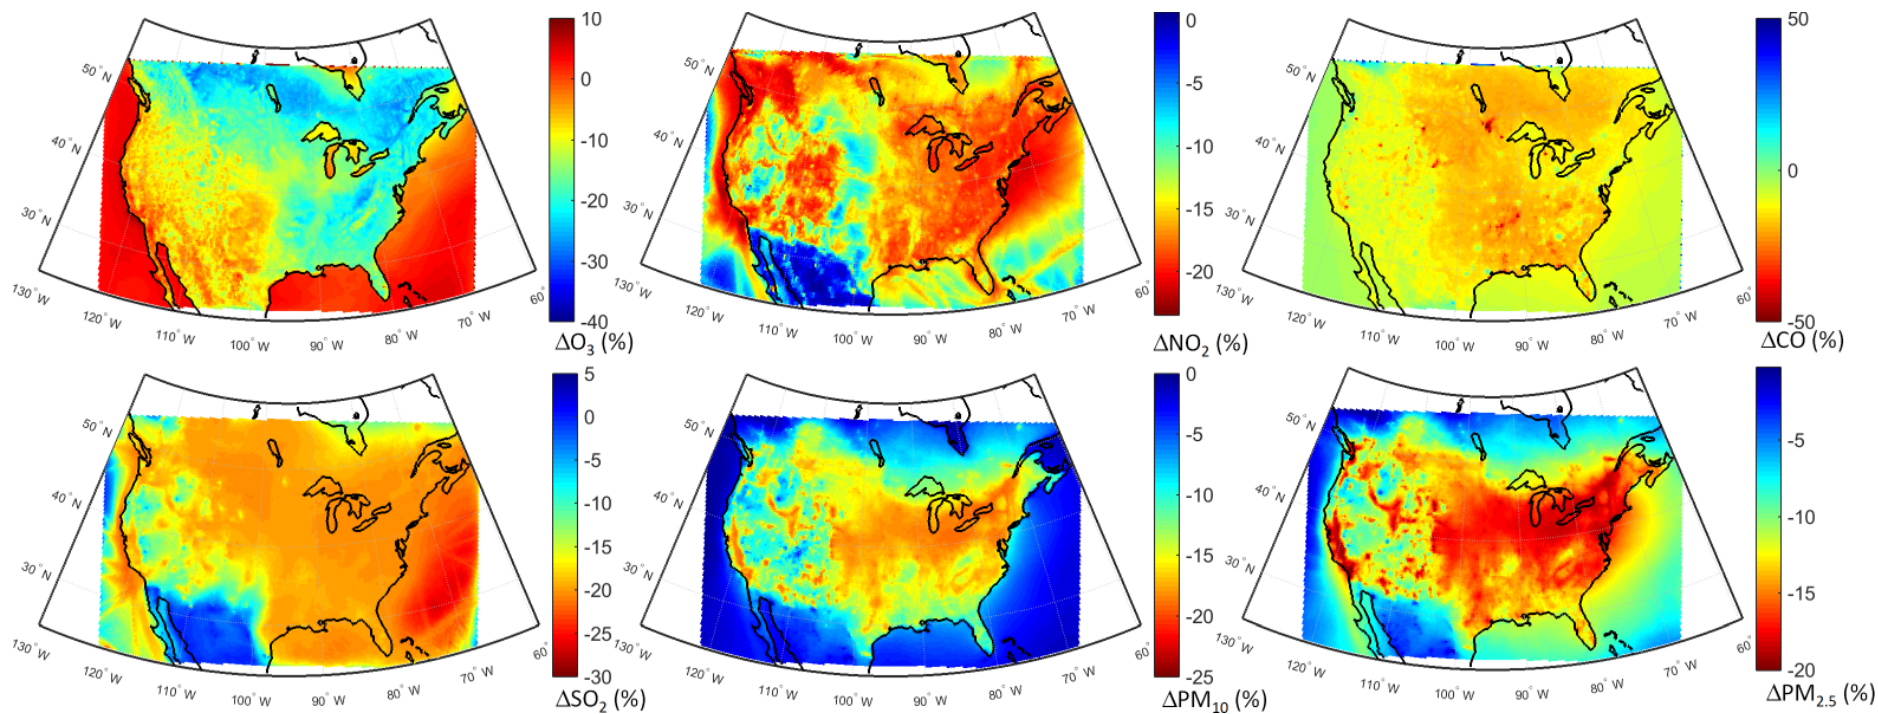 10
0
-10
-20
-30
-40
ΔO3 (%)
50° N
40° N
30° N
130° W
120° W
110° W
100° W
90° W
80° W
70° W
60°
0
-5
-10
-15
-20
ΔNO2 (%)
50° N
40° N
30° N
130° W
120° W
110° W
100° W
90° W
80° W
70° W
60°
50
0
-50
ΔCO (%)
50° N
40° N
30° N
130° W
120° W
110° W
100° W
90° W
80° W
70° W
60°
5
0
-5
-10
-15
-20
-25
-30
ΔSO2 (%)
50° N
40° N
30° N
130° W
120° W
110° W
100° W
90° W
80° W
70° W
60°
0
-5
-10
-15
-20
-25
ΔPM10 (%)
50° N
40° N
30° N
130° W
120° W
110° W
100° W
90° W
80° W
70° W
60°
-5
-10
-15
-20
ΔPM2.5 (%)
50° N
40° N
30° N
130° W
120° W
110° W
100° W
90° W
80° W
70° W